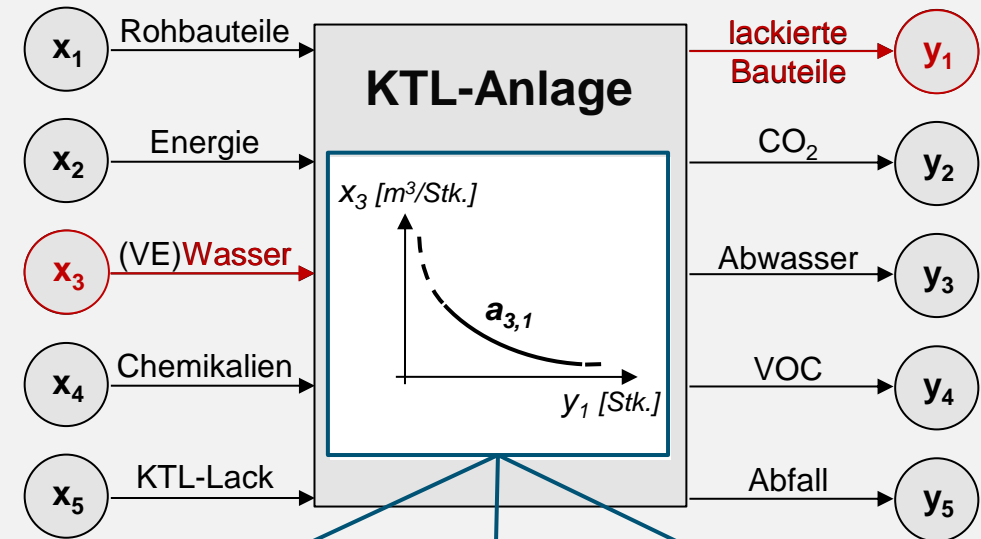 x1 Rohbauteile
x2 Energie
x3 (VE)Wasser
x4 Chemikalien
x5 KTL-Lack
KTL-Anlage
x3 [m³/Stk.]
a3,1
y1 [Stk.]
lackierte
Bauteile y1
CO2 y2
Abwasser y3
VOC y4
Abfall y5